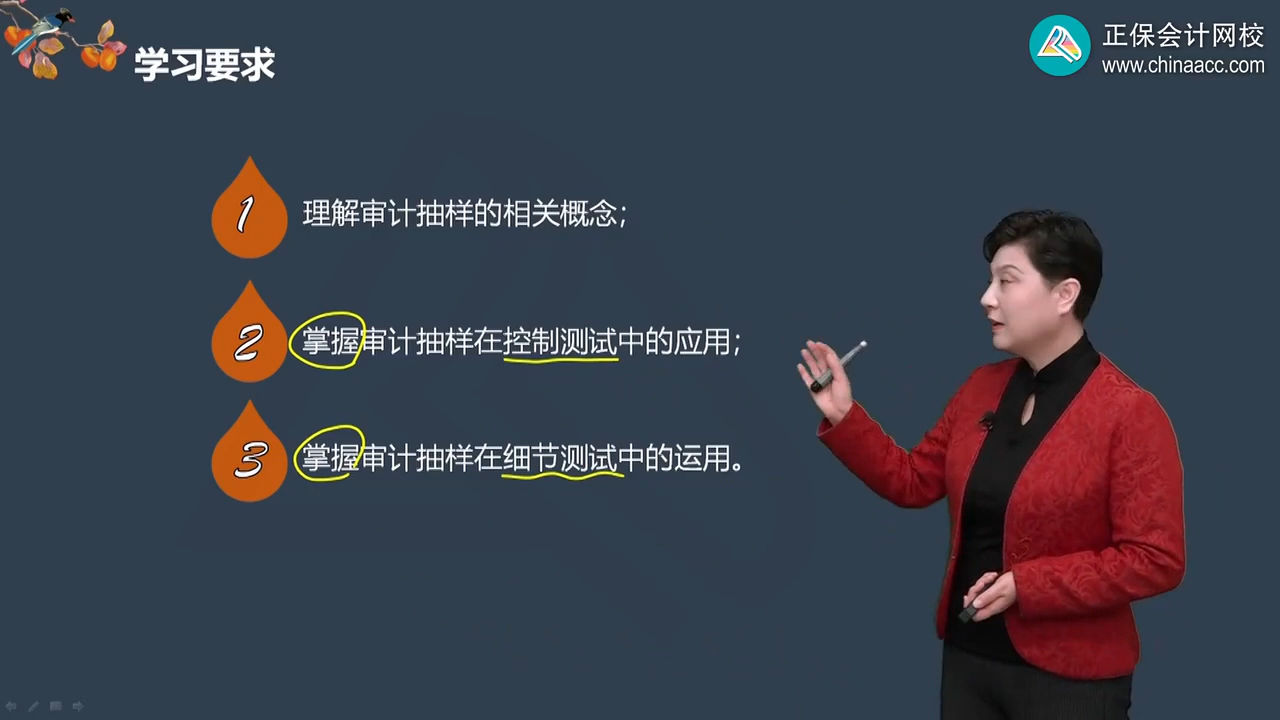 学习要求
正保会计网校
www.chinaacc.com
1 理解审计抽样的相关概念；
2 掌握审计抽样在控制测试中的应用；
3 掌握审计抽样在细节测试中的运用。